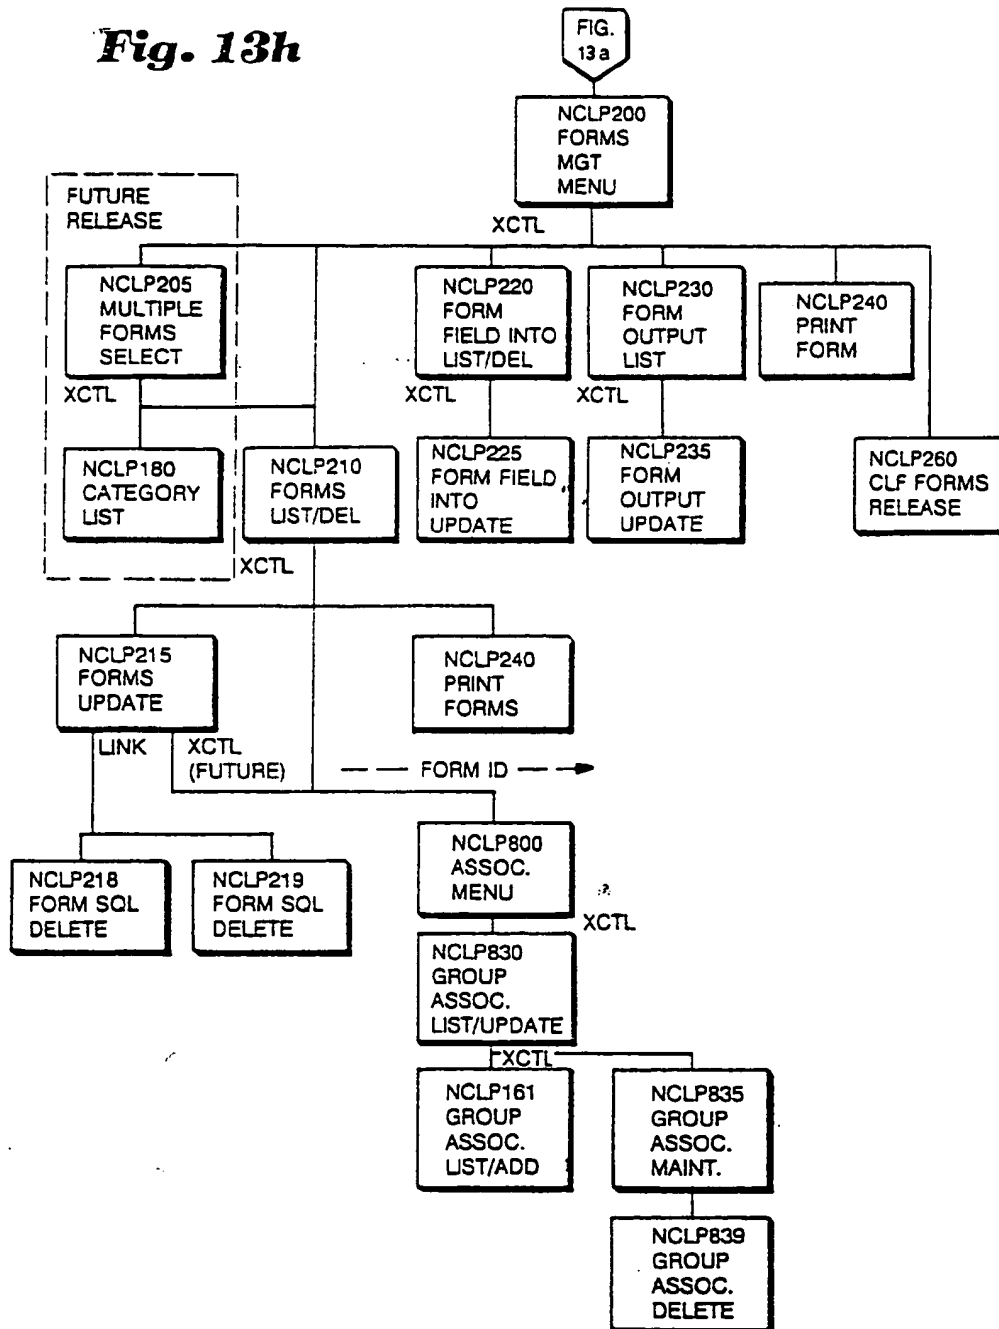 Fig. 13h
FIG.
13a
NCLP200
FORMS
MGT
MENU
XCTL
FUTURE
RELEASE
NCLP205
MULTIPLE
FORMS
SELECT
NCLP220
FORM
FIELD INTO
LIST/DEL
NCLP230
FORM
OUTPUT
LIST
NCLP240
PRINT
FORM
XCTL
XCTL
XCTL
NCLP180
CATEGORY
LIST
NCLP210
FORMS
LIST/DEL
NCLP225
FORM FIELD
INTO
UPDATE
NCLP235
FORM
OUTPUT
UPDATE
NCLP260
CLF FORMS
RELEASE
XCTL
NCLP215
FORMS
UPDATE
NCLP240
PRINT
FORMS
LINK
XCTL
(FUTURE)
FORM ID
NCLP218
FORM SQL
DELETE
NCLP219
FORM SQL
DELETE
NCLP800
ASSOC.
MENU
XCTL
NCLP830
GROUP
ASSOC.
LIST/UPDATE
XCTL
NCLP161
GROUP
ASSOC.
LIST/ADD
NCLP835
GROUP
ASSOC.
MAINT.
NCLP839
GROUP
ASSOC.
DELETE